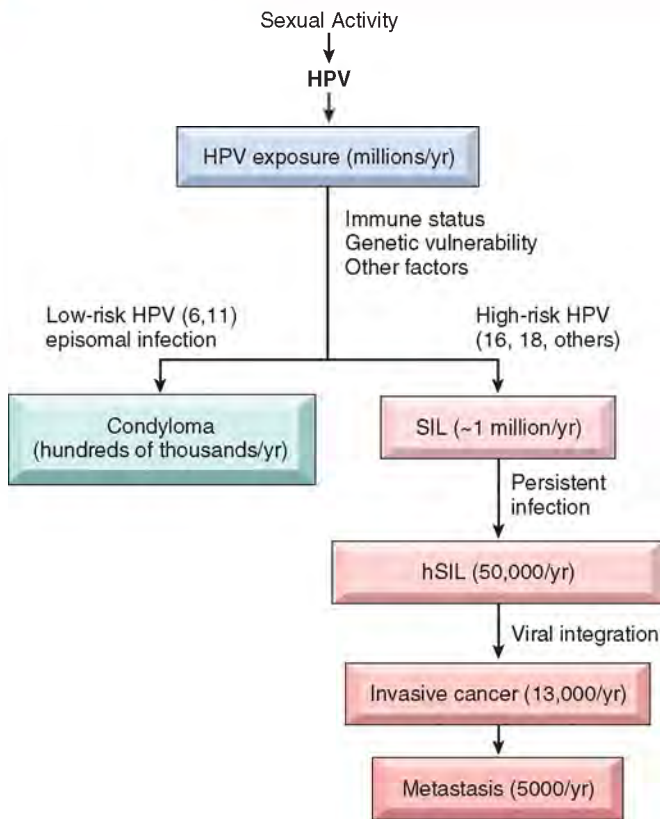 Sexual Activity
HPV
HPV exposure (millions/yr)
Immune status
Genetic vulnerability
Other factors
Low-risk HPV (6,11)
episomal infection
High-risk HPV
(16, 18, others)
Condyloma
(hundreds of thousands/yr)
SIL (~1 million/yr)
Persistent
infection
hSIL (50,000/yr)
Viral integration
Invasive cancer (13,000/yr)
Metastasis (5000/yr)